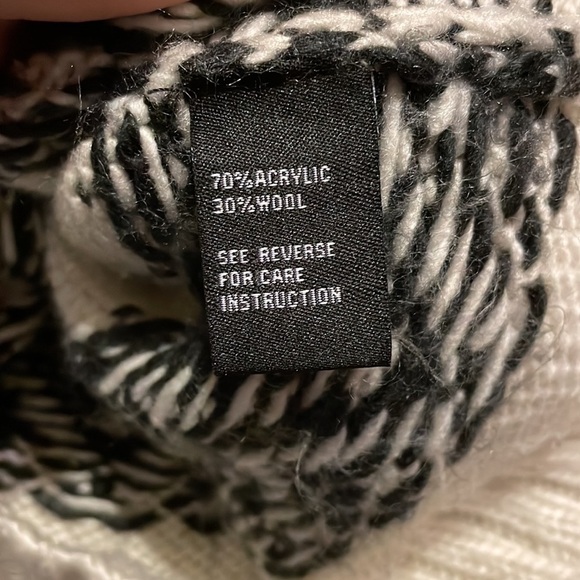 70%ACRYLIC
30%WOOL
SEE REVERSE
FOR CARE
INSTRUCTION